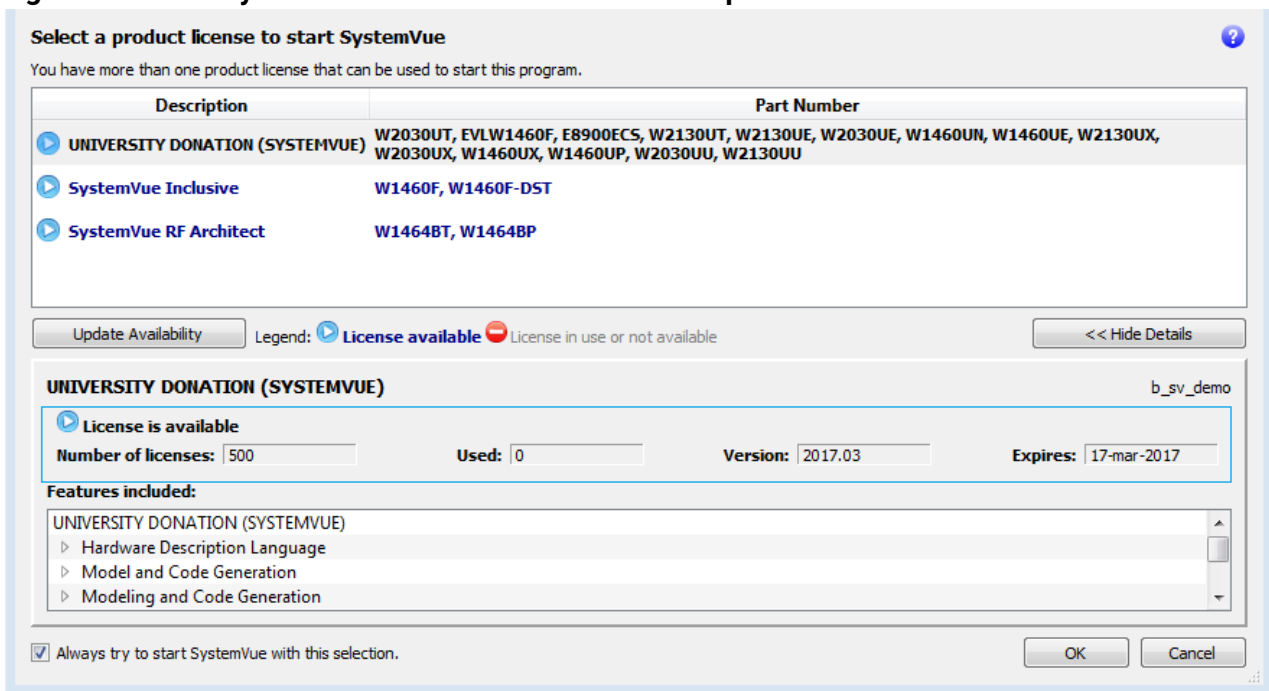 Select a product license to start SystemVue
You have more than one product license that can be used to start this program.
Description Part Number
UNIVERSITY DONATION (SYSTEMVUE) W2030UT, EVLW1460F, E8900ECS, W2130UT, W2130UE, W2030UE, W1460UN, W1460UE, W2130UX,
W2030UX, W1460UX, W1460UP, W2030UU, W2130UU
SystemVue Inclusive W1460F, W1460F-DST
SystemVue RF Architect W1464BT, W1464BP
Update Availability Legend: License available License in use or not available << Hide Details
UNIVERSITY DONATION (SYSTEMVUE) b_sv_demo
License is available
Number of licenses: 500 Used: 0 Version: 2017.03 Expires: 17-mar-2017
Features included:
UNIVERSITY DONATION (SYSTEMVUE)
Hardware Description Language
Model and Code Generation
Modeling and Code Generation
Always try to start SystemVue with this selection. OK Cancel